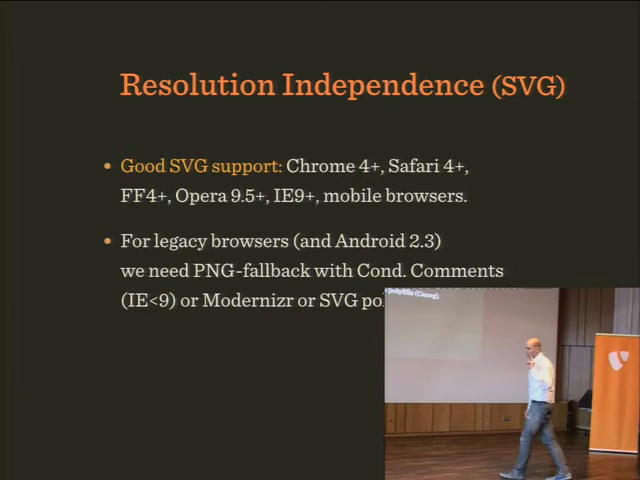 Resolution Independence (SVG)
• Good SVG support: Chrome 4+, Safari 4+,
FF4+, Opera 9.5+, IE9+, mobile browsers.
• For legacy browsers (and Android 2.3)
we need PNG-fallback with Cond. Comments
(IE<9) or Modernizr or SVG po
polyfills (Canvg).